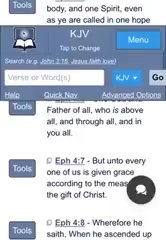 Tools
body, and one Spirit, even
as ye are called in one hope
KJV
Tap to Change
Menu
Search (e.g. John 3:16, Jesus faith love)
Verse or Word(s)
KJV
Go
Help
Quick Nav
Advanced Options
Father of all, who is above
all, and through all, and in
you all.
Tools
Eph 4:7 - But unto every
one of us is given grace
according to the
the gift of Christ.
Tools
Eph 4:8 - Wherefore he
saith, When he ascended up